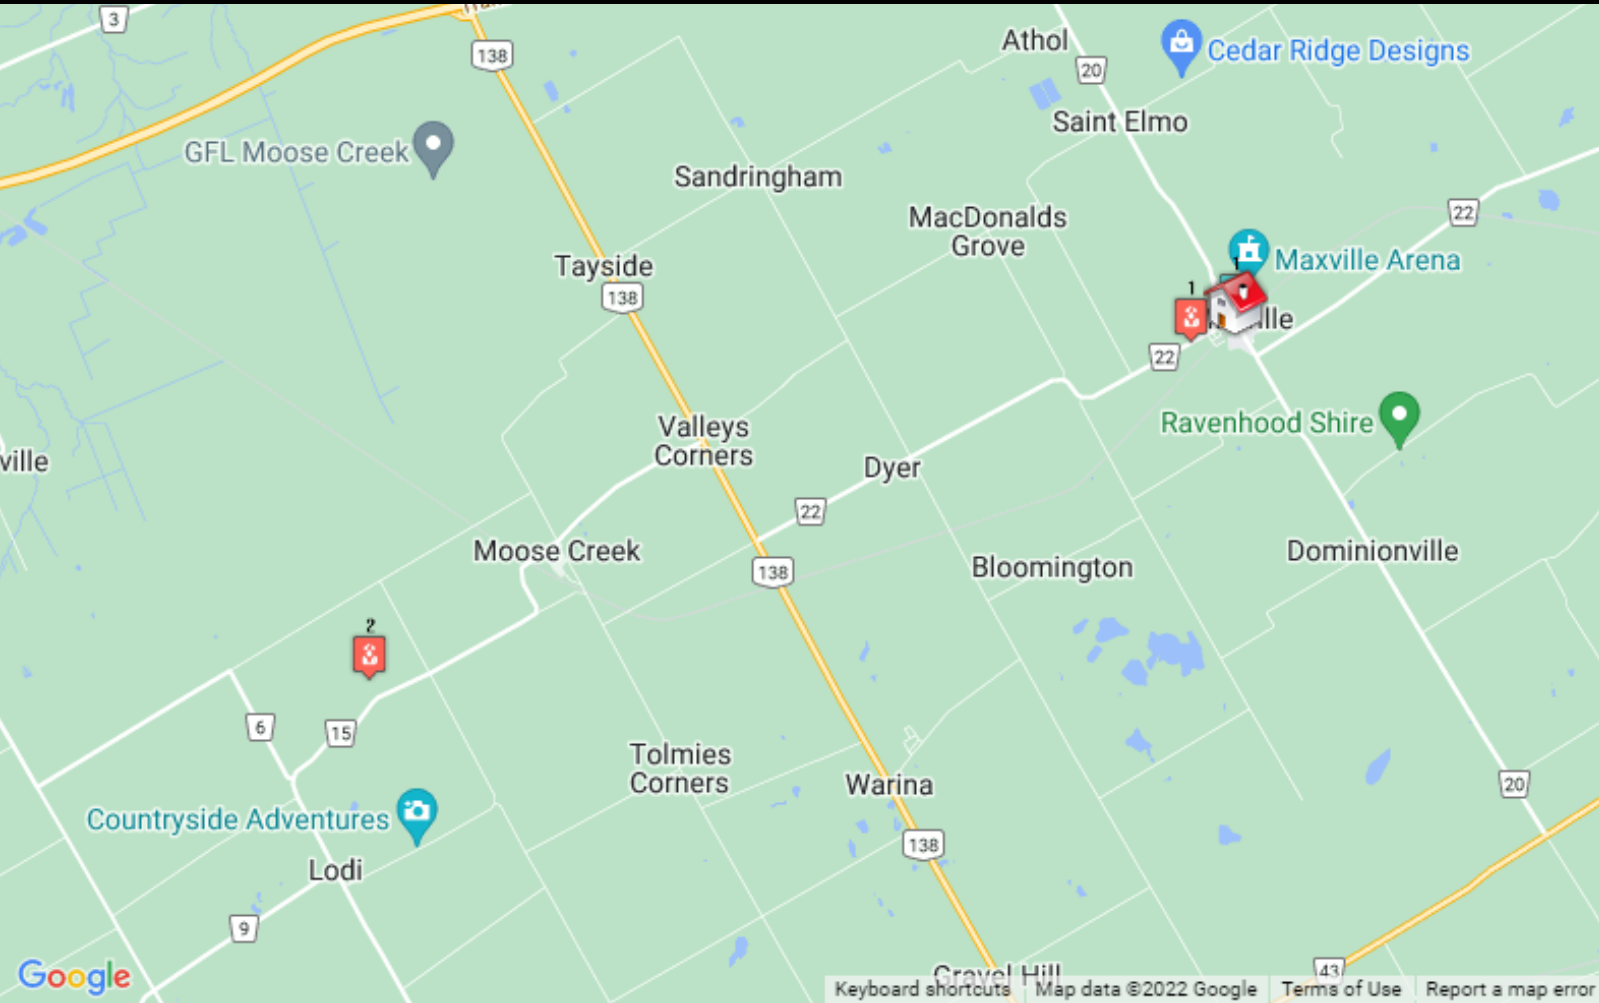 3
138
Athol
20
Cedar Ridge Designs
Saint Elmo
GFL Moose Creek
Sandringham
MacDonalds
Grove
22
Tayside
138
Maxville Arena
1
1
22
Ravenhood Shire
Valleys
Corners
ville
Dyer
22
Moose Creek
138
Bloomington
Dominionville
2
6
15
Tolmies
Corners
Warina
20
Countryside Adventures
138
Lodi
9
Google
Gravel Hill
43
Keyboard shortcuts
Map data ©2022 Google
Terms of Use
Report a map error